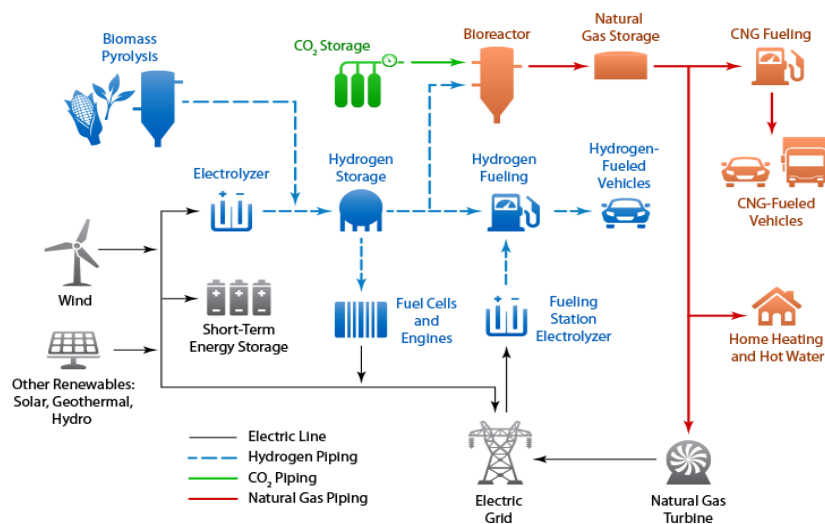 Biomass
Pyrolysis
CO₂ Storage
Bioreactor
Natural
Gas Storage
CNG Fueling
Electrolyzer
Hydrogen
Storage
Hydrogen
Fueling
Hydrogen-
Fueled
Vehicles
CNG-Fueled
Vehicles
Wind
Short-Term
Energy Storage
Fuel Cells
and
Engines
Fueling
Station
Electrolyzer
Home Heating
and Hot Water
Other Renewables:
Solar, Geothermal,
Hydro
Electric Line
Hydrogen Piping
CO₂ Piping
Natural Gas Piping
Electric
Grid
Natural Gas
Turbine